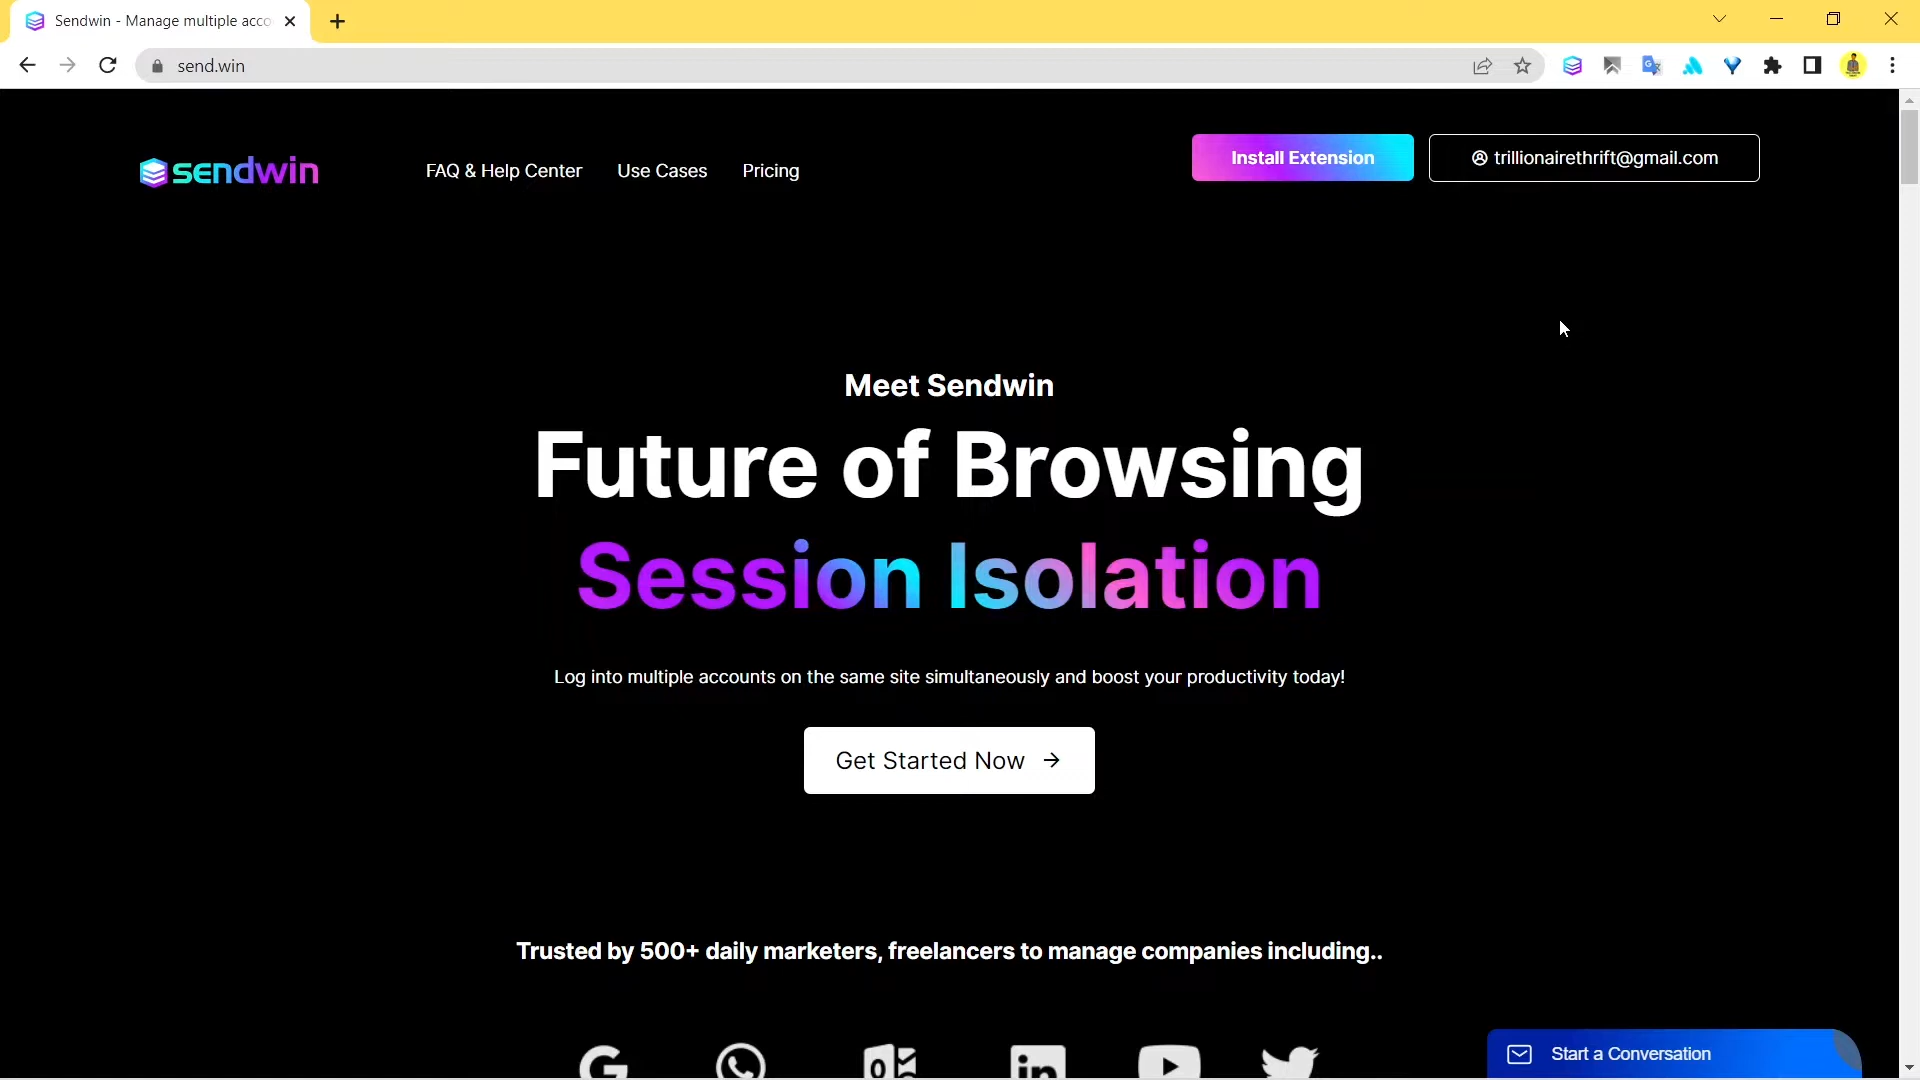 Sendwin - Manage multiple acco
send.win
sendwin
FAQ & Help Center
Use Cases
Pricing
Install Extension
trillionairethrift@gmail.com
Meet Sendwin
Future of Browsing
Session Isolation
Log into multiple accounts on the same site simultaneously and boost your productivity today!
Get Started Now →
Trusted by 500+ daily marketers, freelancers to manage companies including..
Start a Conversation